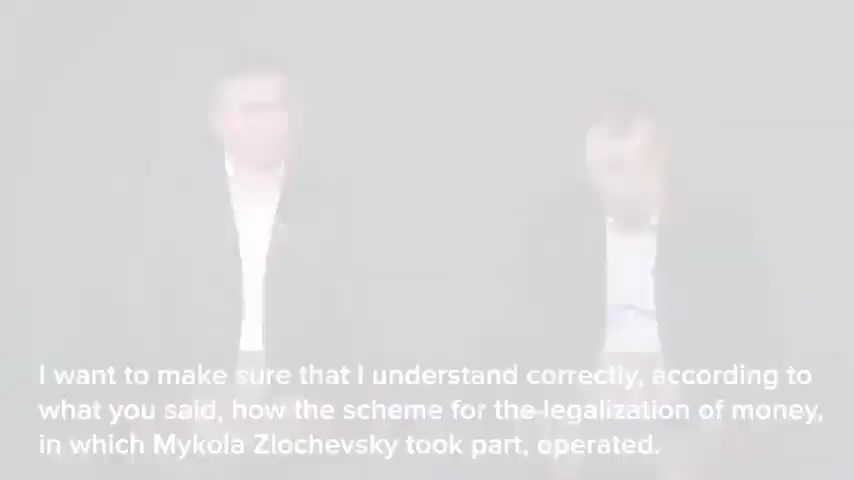 I want to make sure that I understand correctly, according to
what you said, how the scheme for the legalization of money,
in which Mykola Zlochevsky took part, operated.